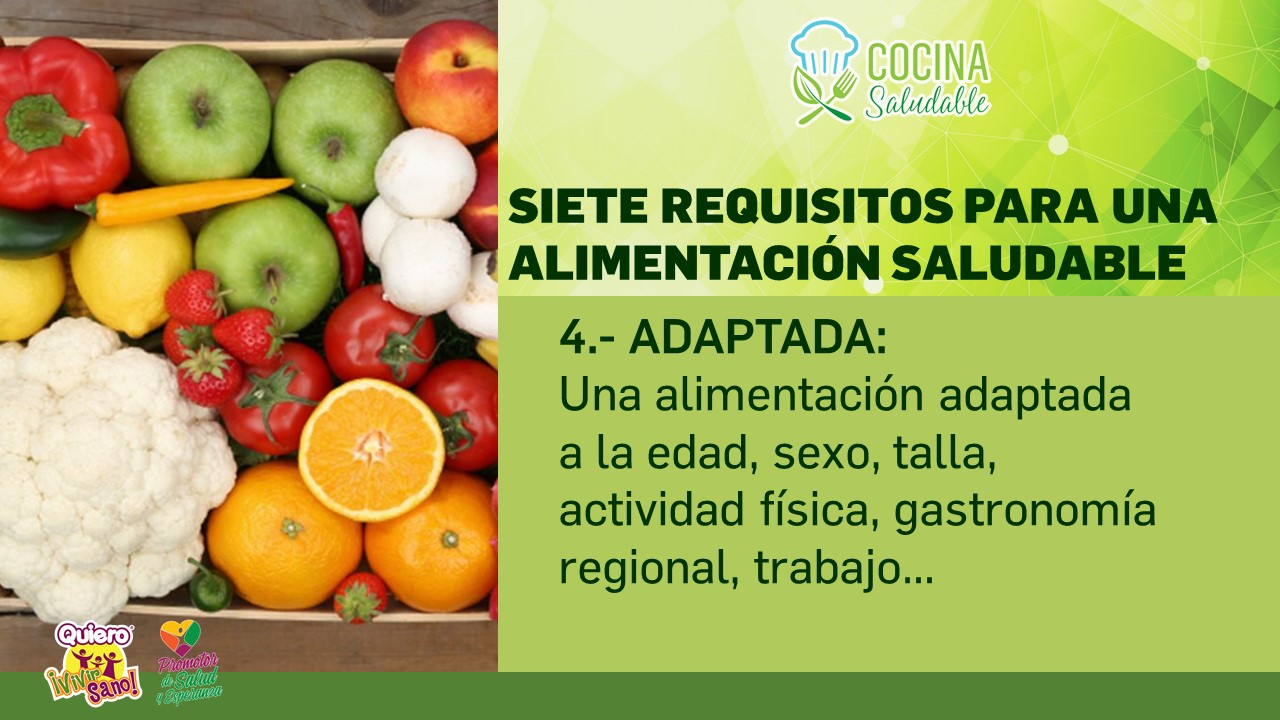 COCINA
Saludable
SIETE REQUISITOS PARA UNA
ALIMENTACIÓN SALUDABLE
4.- ADAPTADA:
Una alimentación adaptada
a la edad, sexo, talla,
actividad física, gastronomía
regional, trabajo...
Quiero
¡Vivir
sano!
Promotor
de Salud
y Esperanza